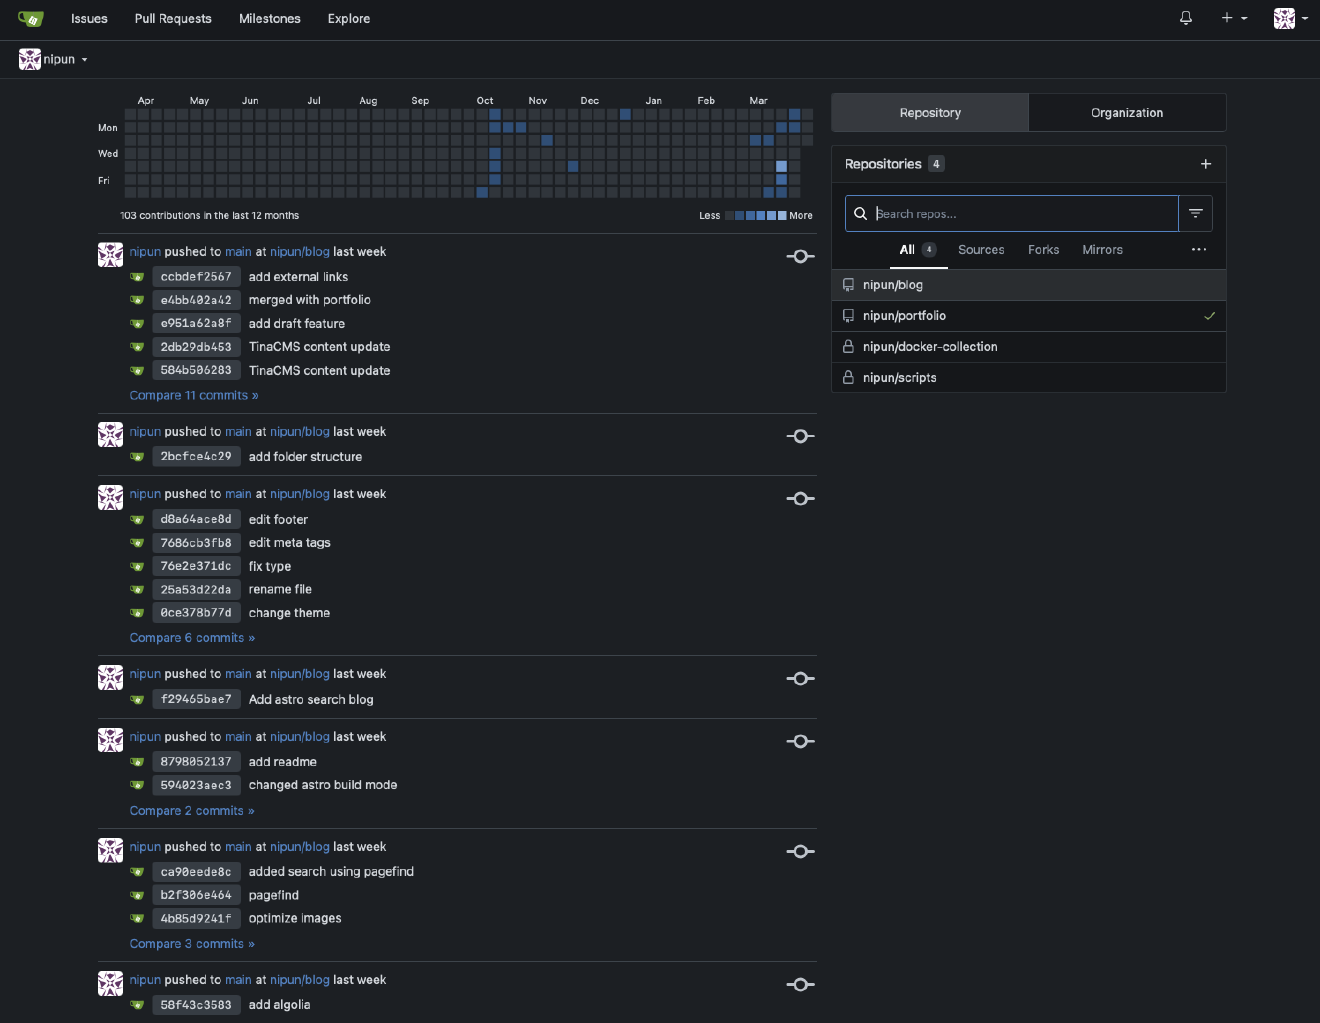 Issues Pull Requests Milestones Explore
nipun
Apr May Jun Jul Aug Sep Oct Nov Dec Jan Feb Mar
Mon
Wed
Fri
103 contributions in the last 12 months Less More
nipun pushed to main at nipun/blog last week
ccbdef2567 add external links
e4bb402a42 merged with portfolio
e951a62a8f add draft feature
2db29db453 TinaCMS content update
584b506283 TinaCMS content update
Compare 11 commits »
nipun pushed to main at nipun/blog last week
2bcfce4c29 add folder structure
nipun pushed to main at nipun/blog last week
d8a64ace8d edit footer
7686cb3fb8 edit meta tags
76e2e371dc fix type
25a53d22da rename file
0ce378b77d change theme
Compare 6 commits »
nipun pushed to main at nipun/blog last week
f29465bae7 Add astro search blog
nipun pushed to main at nipun/blog last week
8798052137 add readme
594023aec3 changed astro build mode
Compare 2 commits »
nipun pushed to main at nipun/blog last week
ca90eede8c added search using pagefind
b2f306e464 pagefind
4b85d9241f optimize images
Compare 3 commits »
nipun pushed to main at nipun/blog last week
58f43c3583 add algolia
Repository Organization
Repositories 4
Search repos...
All 4 Sources Forks Mirrors
nipun/blog
nipun/portfolio
nipun/docker-collection
nipun/scripts